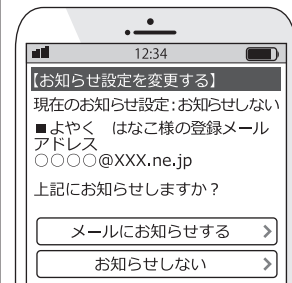 12:34
【お知らせ設定を変更する】
現在のお知らせ設定:お知らせしない
■よやく　はなこ様の登録メール
アドレス
○○○○@XXX.ne.jp
上記にお知らせしますか？
メールにお知らせする
お知らせしない